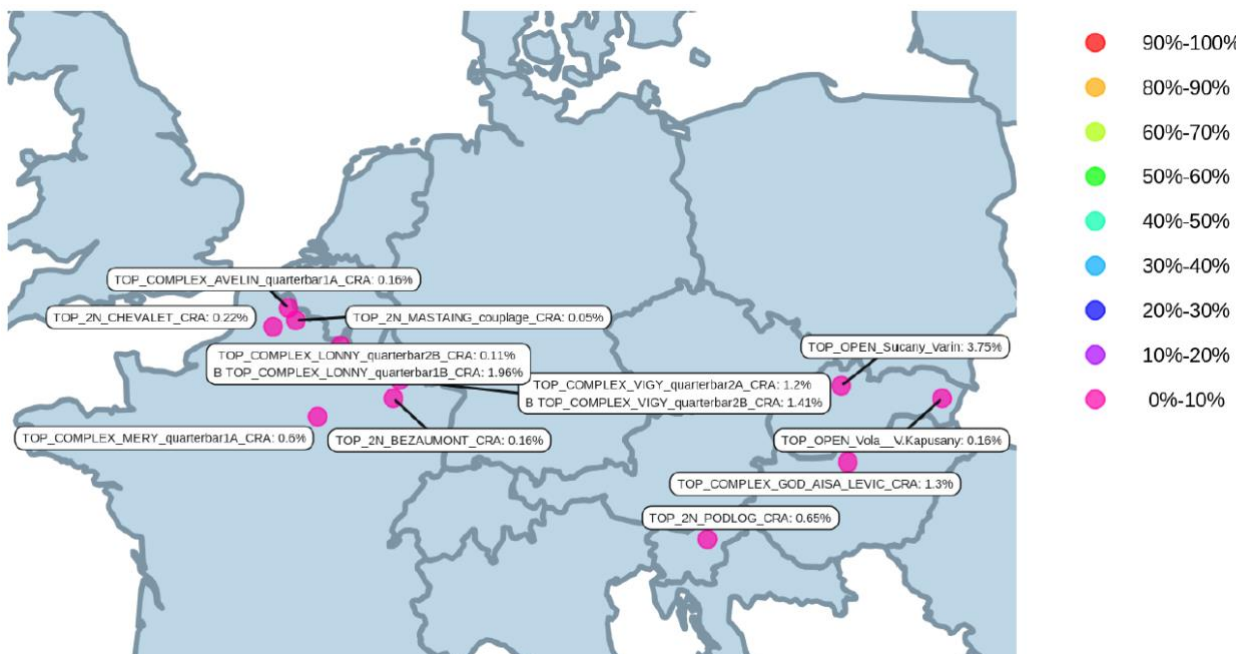 TOP_COMPLEX_AVELIN_quarterbar1A_CRA: 0.16%
TOP_2N_CHEVALET_CRA: 0.22%
TOP_2N_MASTAING_couplage_CRA: 0.05%
TOP_COMPLEX_LONNY_quarterbar2B_CRA: 0.11%
B TOP_COMPLEX_LONNY_quarterbar1B_CRA: 1.96%
TOP_OPEN_Sucany_Varin: 3.75%
TOP_COMPLEX_VIGY_quarterbar2A_CRA: 1.2%
B TOP_COMPLEX_VIGY_quarterbar2B_CRA: 1.41%
TOP_COMPLEX_MERY_quarterbar1A_CRA: 0.6%
TOP_2N_BEZAUMONT_CRA: 0.16%
TOP_OPEN_Vola__V.Kapusany: 0.16%
TOP_COMPLEX_GOD_AISA_LEVIC_CRA: 1.3%
TOP_2N_PODLOG_CRA: 0.65%
90%-100%
80%-90%
60%-70%
50%-60%
40%-50%
30%-40%
20%-30%
10%-20%
0%-10%